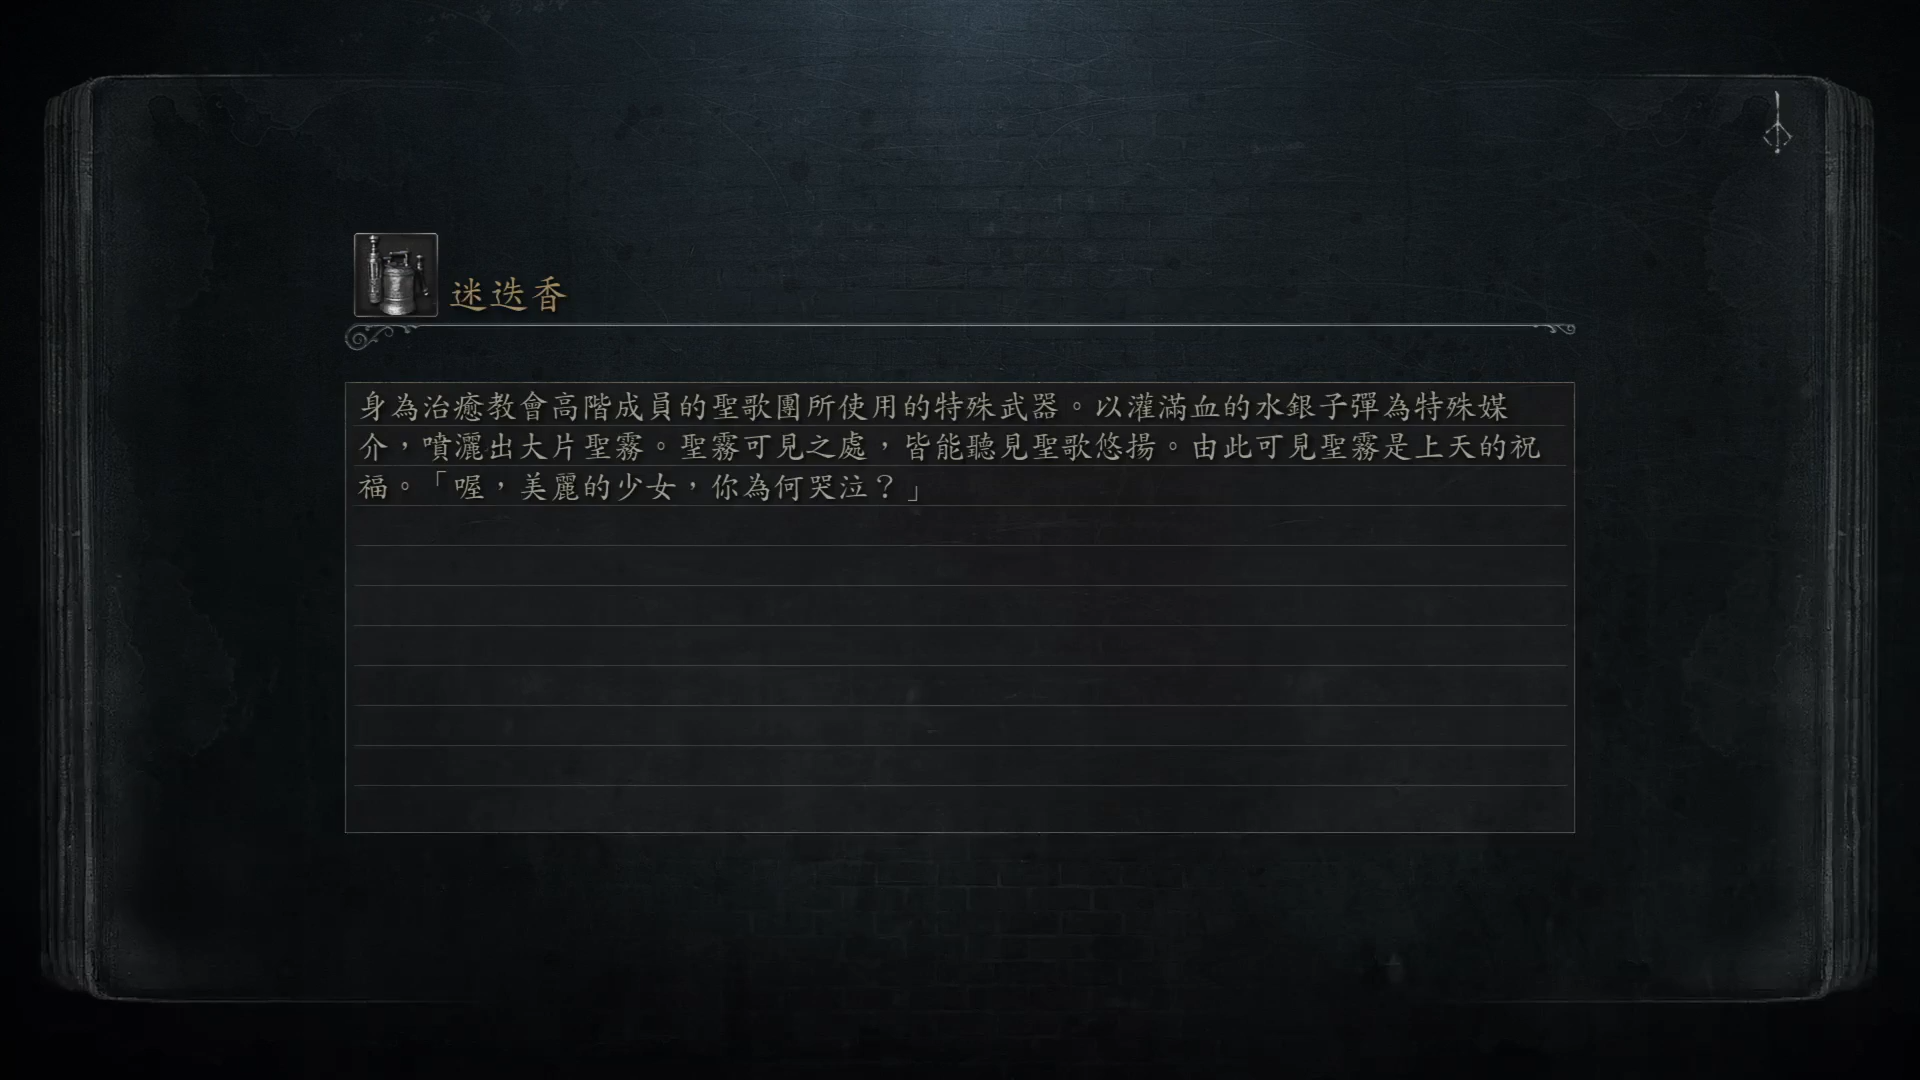 迷迭香
身為治癒教會高階成員的聖歌團所使用的特殊武器。以灌滿血的水銀子彈為特殊媒
介，噴灑出大片聖霧。聖霧可見之處，皆能聽見聖歌悠揚。由此可見聖霧是上天的祝
福。「喔，美麗的少女，你為何哭泣？」